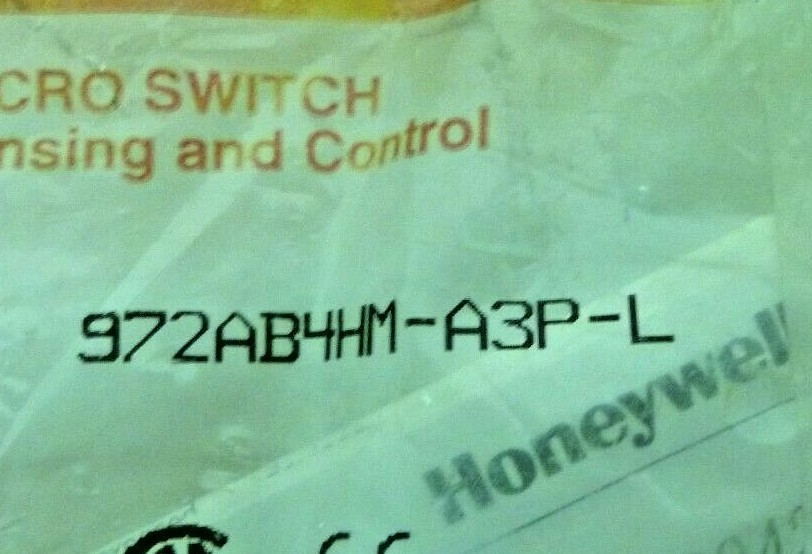 CRO SWITCH
nsing and Control
972AB4HM-A3P-L
Honeywell